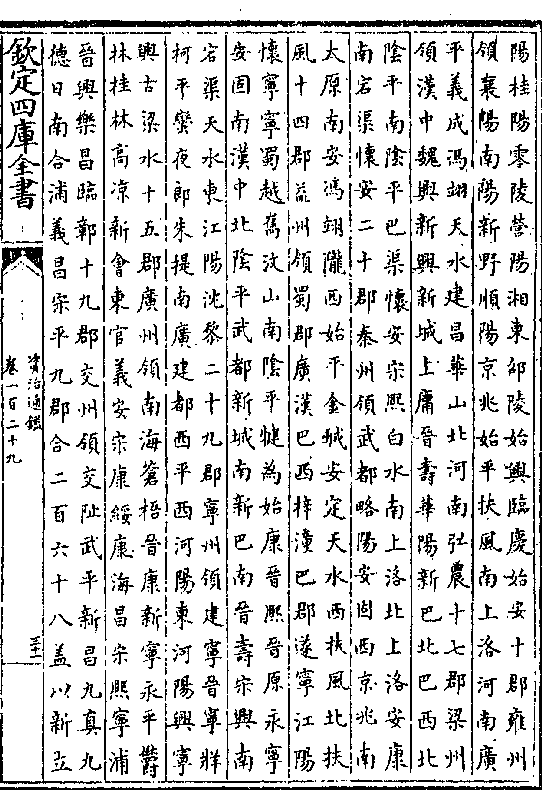 陽桂陽零陵營陽湘東邵陵始興臨慶始安十郡雍州
領襄陽南陽新野順陽京兆始平扶風南上洛河南廣
平義成馮翊天水建昌華山北河南弘農十七郡梁州
領漢中魏興新興新城上庸晉壽華陽新巴北巴西北
陰平南陰平巴渠懷安宋熙白水南上洛北上洛安康
南宕渠懷安二十郡秦州領武都略陽安固西京兆南
太原南安馮翊隴西始平金城安定天水西扶風北扶
風十四郡益州領蜀郡廣漢巴西梓潼巴郡遂寧江陽
懷寧寧蜀越嶲汶山南陰平犍為始康晉熙晉原永寧
安固南漢中北陰平武都新城南新巴南晉壽宋興南
宕渠天水東江陽沈黎二十九郡寧州領建寧晉寧牂
柯平蠻夜郎朱提南廣建都西平西河陽東河陽興寧
興古梁水十五郡廣州領南海蒼梧晉康新寧永平鬱
林桂林高凉新會東官義安宋康綏康海昌宋熙寧浦
晉興樂昌臨鄣十九郡交州領交阯武平新昌九真九
德日南合浦義昌宋平九郡合二百六十八盖以新立
欽定四庫全書
資治通鑑
卷一百二十九
三十一